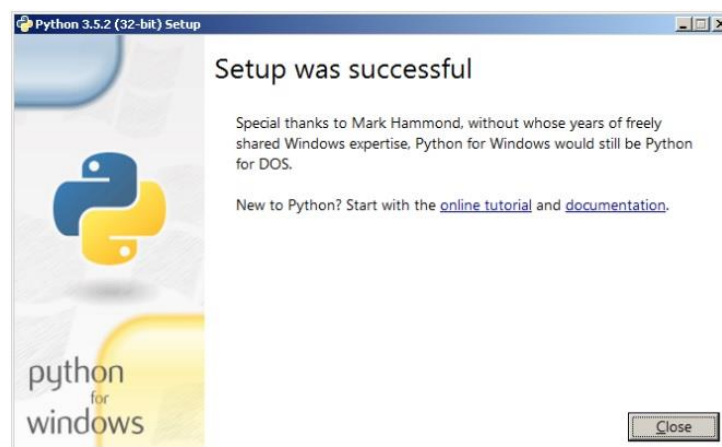 Python 3.5.2 (32-bit) Setup
Setup was successful
Special thanks to Mark Hammond, without whose years of freely
shared Windows expertise, Python for Windows would still be Python
for DOS.
New to Python? Start with the online tutorial and documentation.
python
for
windows
Close